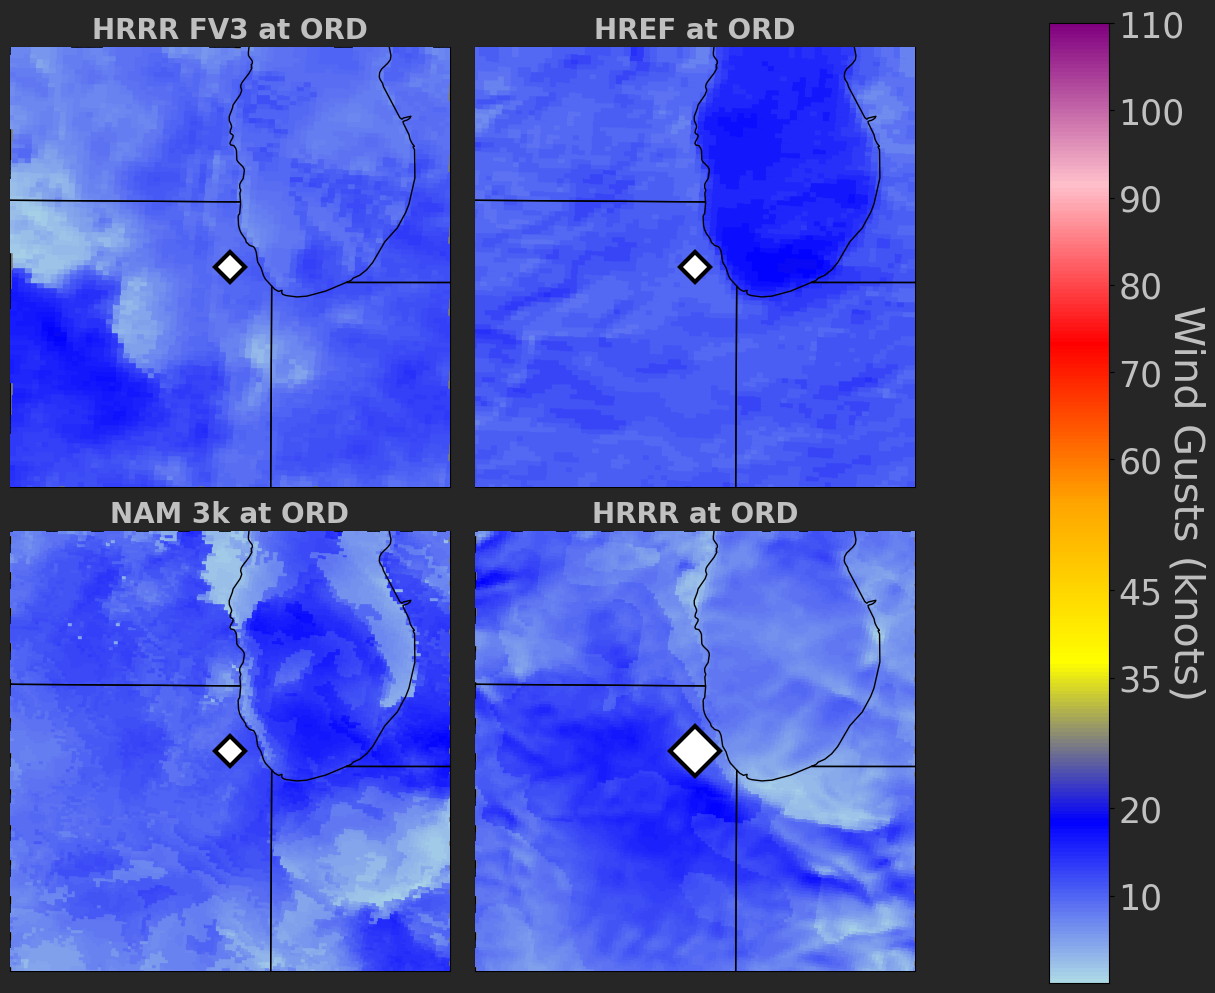 HRRR FV3 at ORD
HREF at ORD
NAM 3k at ORD
HRRR at ORD
110
100
90
80
70
60
45
35
20
10
Wind Gusts (knots)